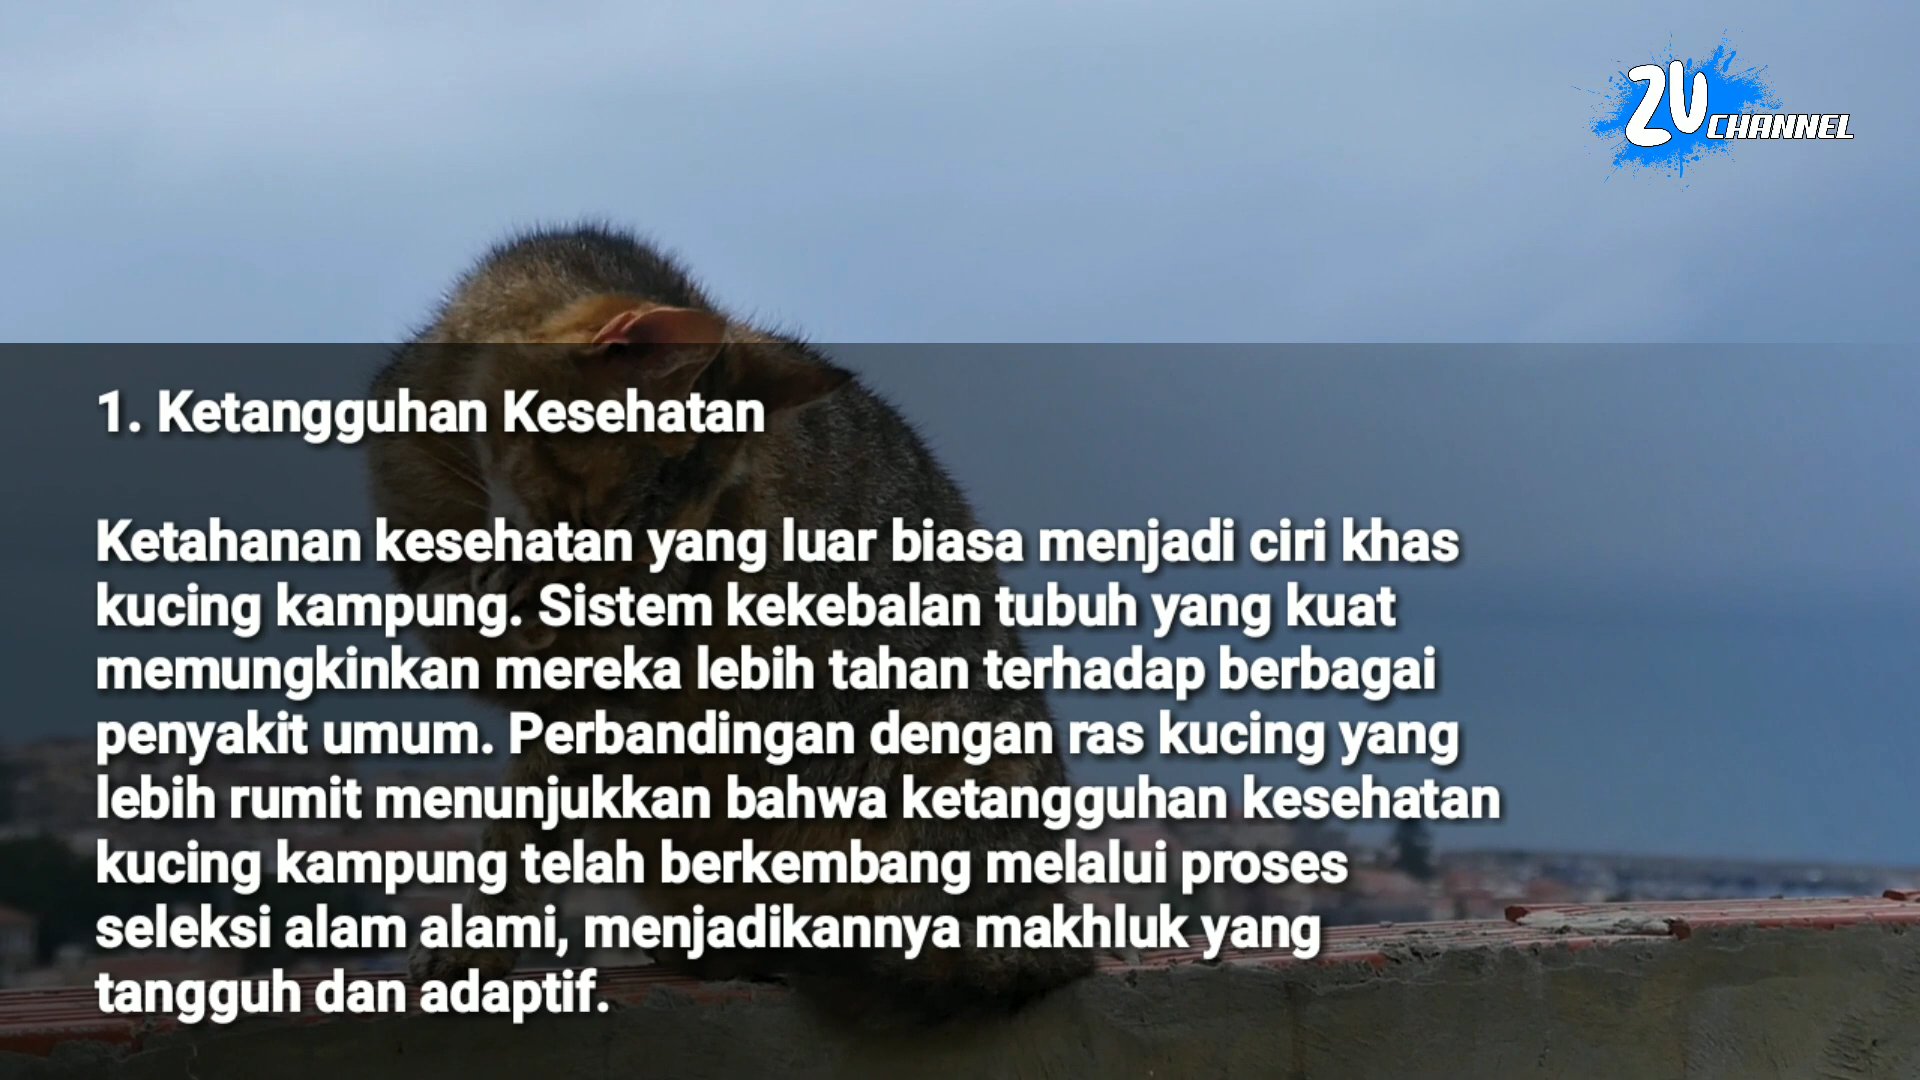 ZU CHANNEL
1. Ketangguhan Kesehatan
Ketahanan kesehatan yang luar biasa menjadi ciri khas
kucing kampung. Sistem kekebalan tubuh yang kuat
memungkinkan mereka lebih tahan terhadap berbagai
penyakit umum. Perbandingan dengan ras kucing yang
lebih rumit menunjukkan bahwa ketangguhan kesehatan
kucing kampung telah berkembang melalui proses
seleksi alam alami, menjadikannya makhluk yang
tangguh dan adaptif.